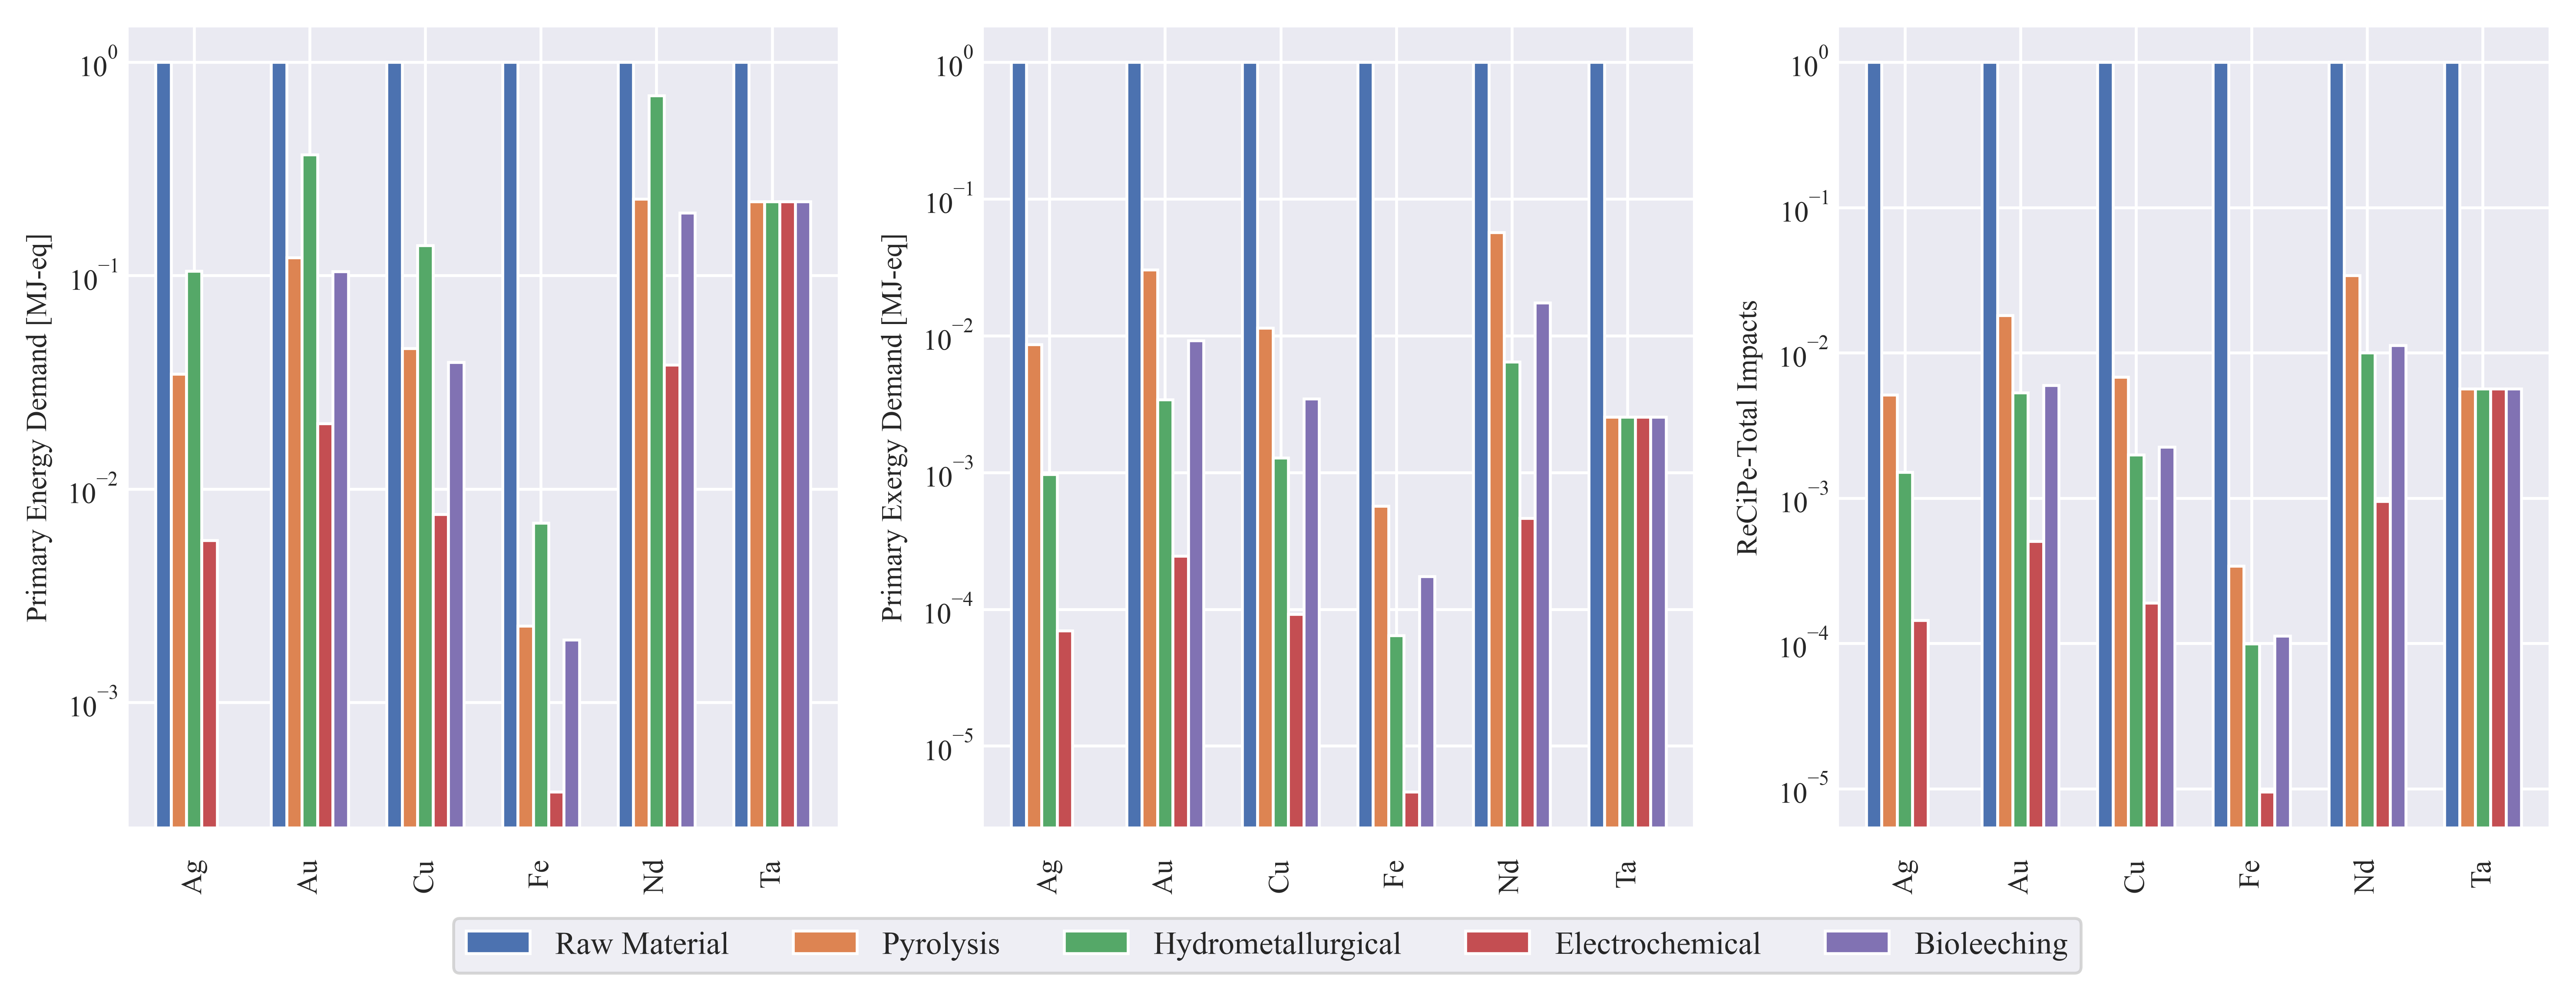 Primary Energy Demand [MJ-eq]
10^0
10^−1
10^−2
10^−3
Ag Au Cu Fe Nd Ta
Primary Exergy Demand [MJ-eq]
10^0
10^−1
10^−2
10^−3
10^−4
10^−5
Ag Au Cu Fe Nd Ta
ReCiPe-Total Impacts
10^0
10^−1
10^−2
10^−3
10^−4
10^−5
Ag Au Cu Fe Nd Ta
Raw Material Pyrolysis Hydrometallurgical Electrochemical Bioleeching